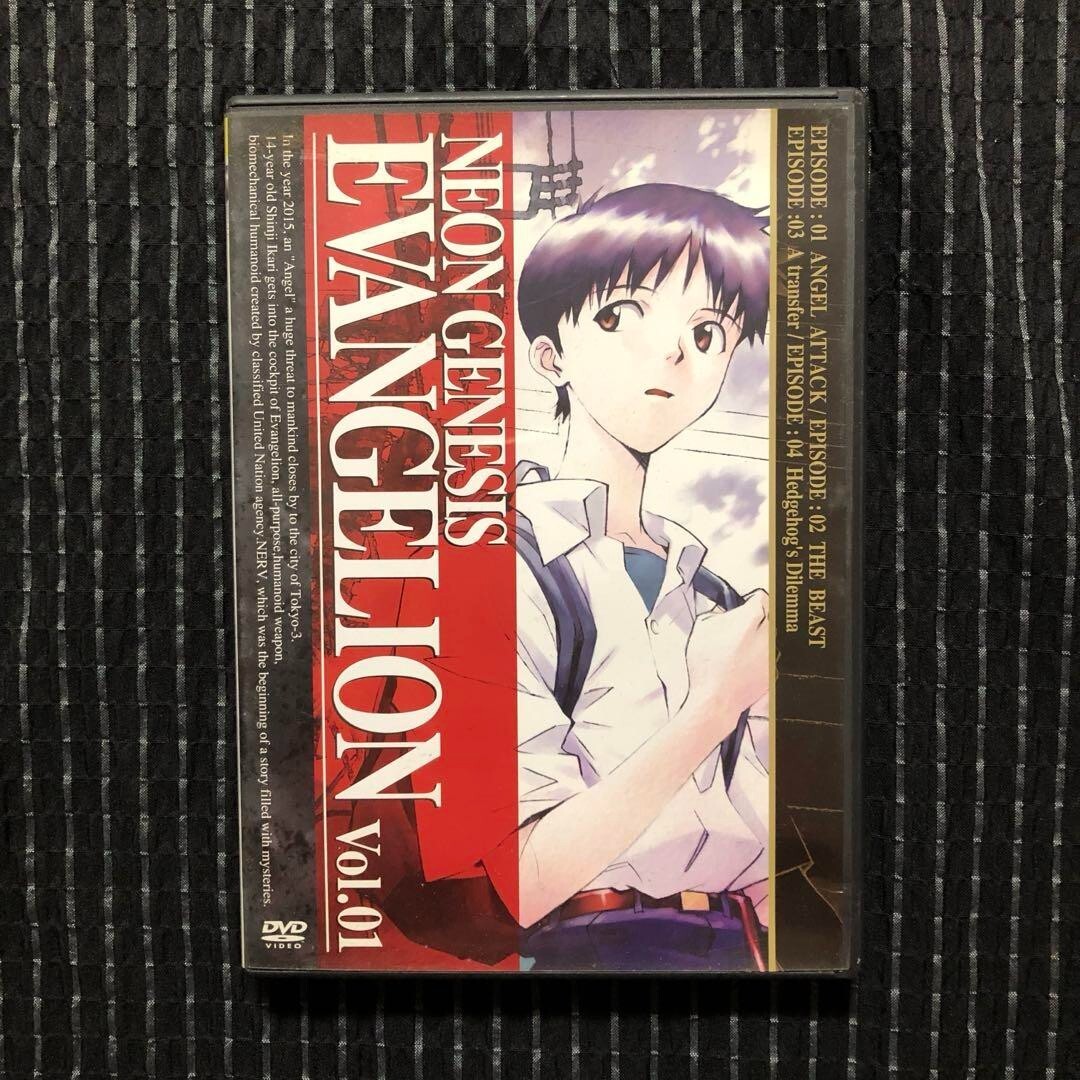 EPISODE : 01 ANGEL ATTACK / EPISODE : 02 THE BEAST
EPISODE :03 A transfer / EPISODE : 04 Hedgehog's Dilemma
NEON GENESIS
EVANGELION Vol.01
In the year 2015, an "Angel" a huge threat to mankind closes by to the city of Tokyo-3.
14-year old Shinji Ikari gets into the cockpit of Evangelion, all-purpose,humanoid weapon,
biomechanical humanoid created by classified United Nation agency NERV, which was the beginning of a story filled with mysteries.
DVD
VIDEO